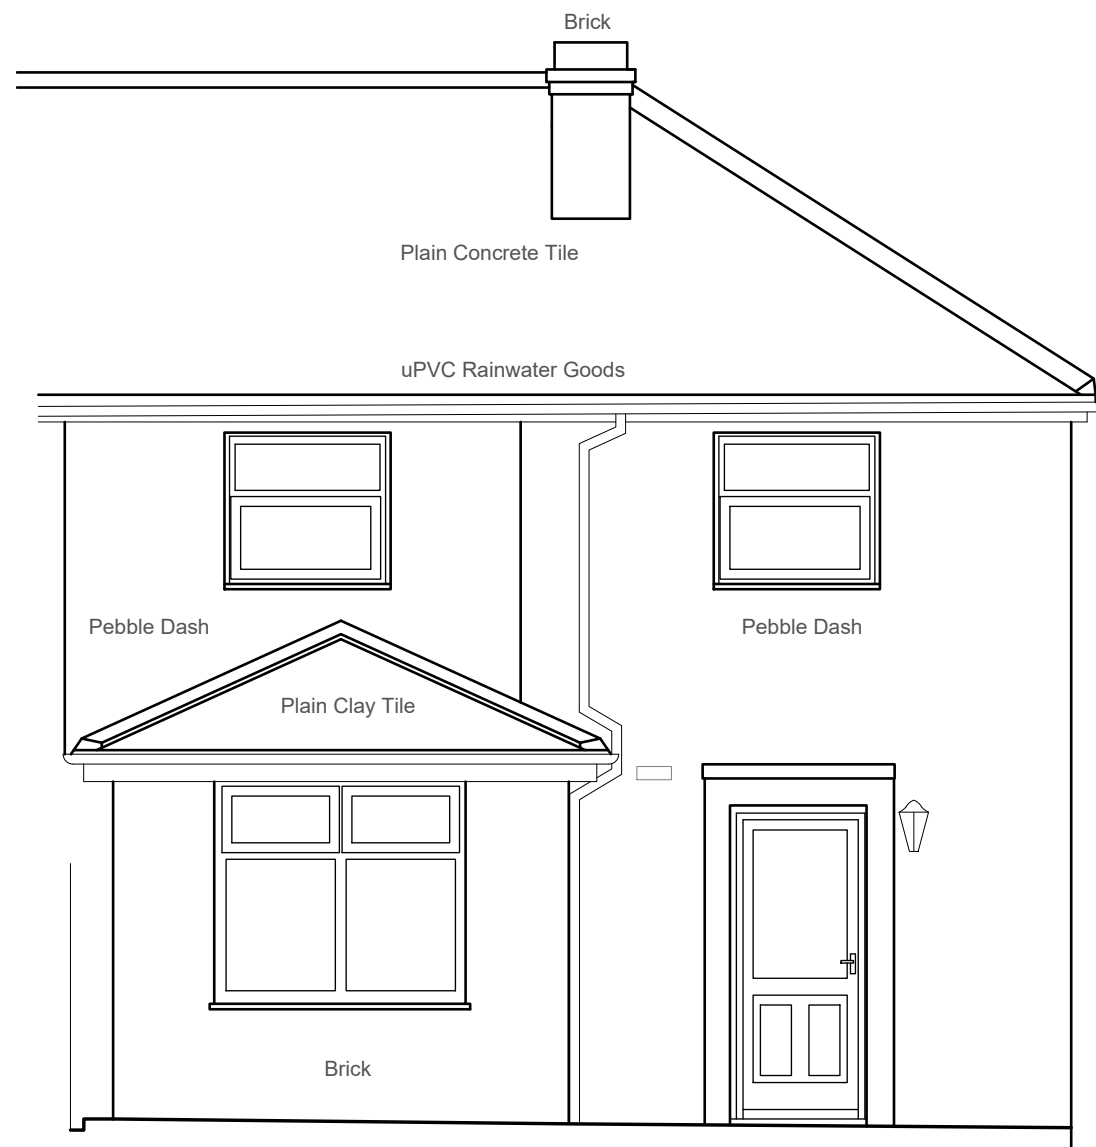 Brick
Plain Concrete Tile
uPVC Rainwater Goods
Pebble Dash
Pebble Dash
Plain Clay Tile
Brick